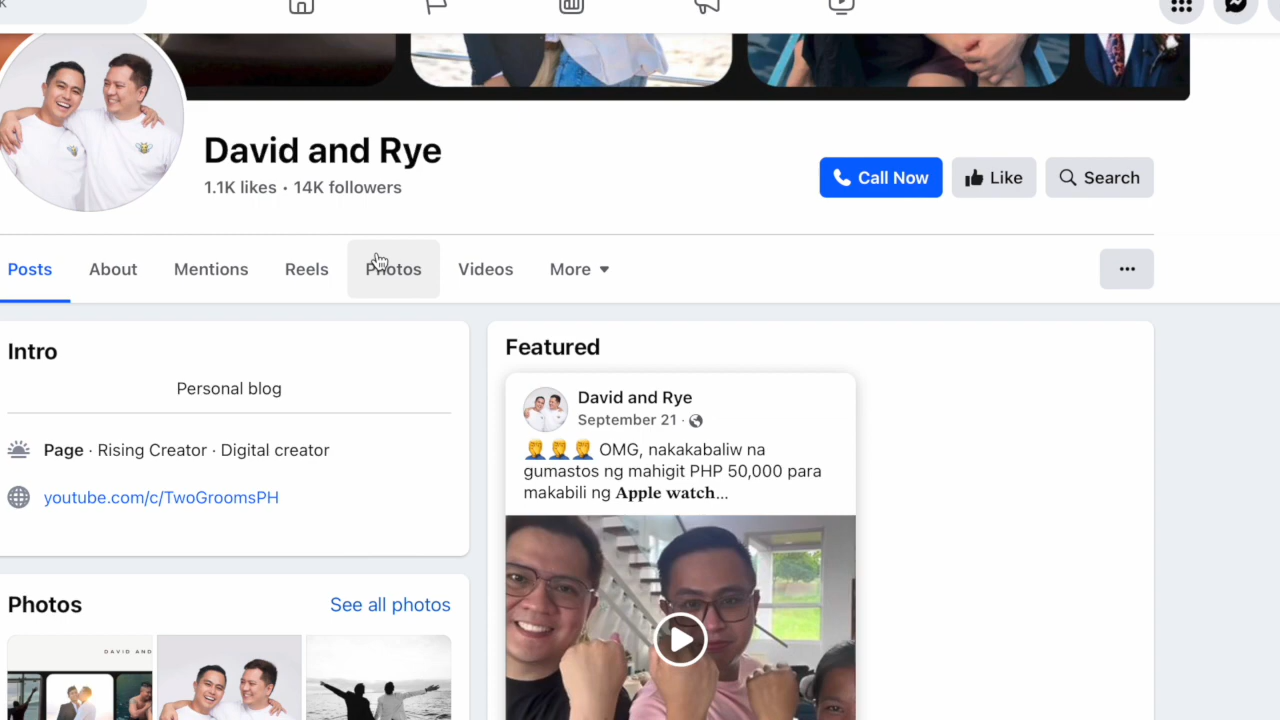 David and Rye
1.1K likes · 14K followers
Call Now
Like
Search
Posts
About
Mentions
Reels
Photos
Videos
More
Intro
Personal blog
Page · Rising Creator · Digital creator
youtube.com/c/TwoGroomsPH
Photos
See all photos
DAVID AND
Featured
David and Rye
September 21 ·
🤦🤦🤦 OMG, nakakabaliw na
gumastos ng mahigit PHP 50,000 para
makabili ng 𝐀𝐩𝐩𝐥𝐞 𝐰𝐚𝐭𝐜𝐡...